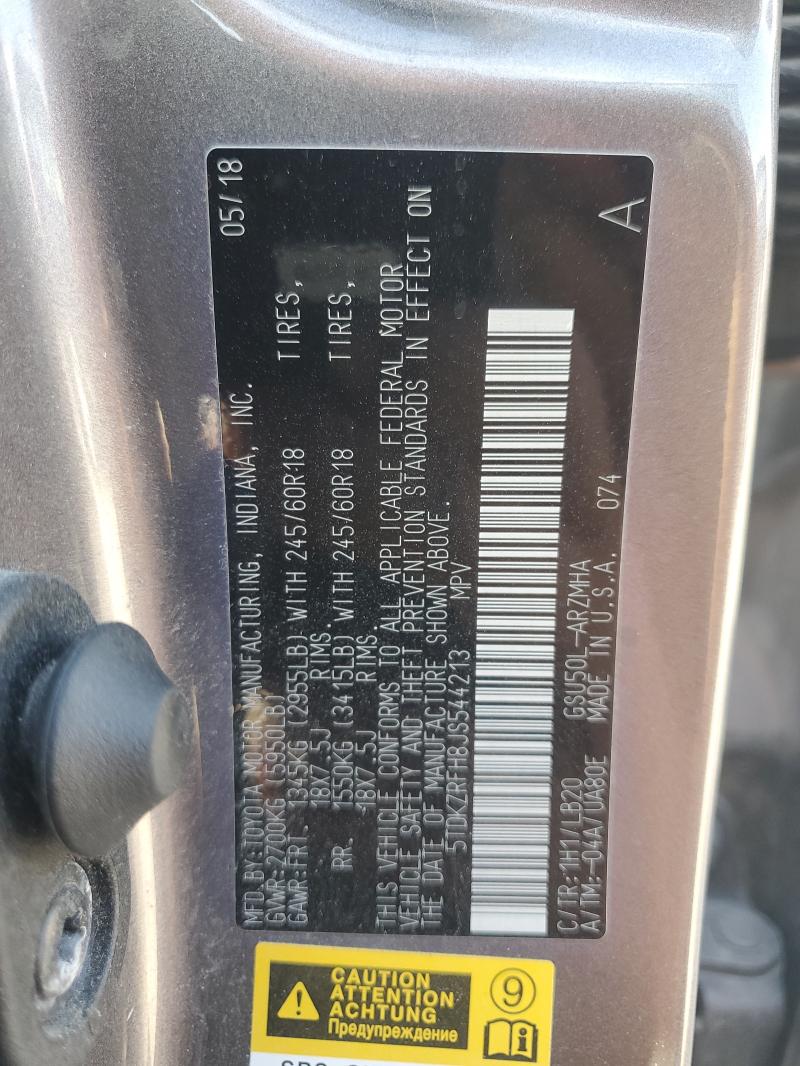 05/18
MFD.BY:TOYOTA MOTOR MANUFACTURING, INDIANA, INC.
GVWR:2700KG (5950LB)
GAWR:FRT- 1345KG (2955LB) WITH 245/60R18 TIRES,
18X7.5J RIMS,
RR. 1550KG (3415LB) WITH 245/60R18 TIRES,
18X7.5J RIMS.
THIS VEHICLE CONFORMS TO ALL APPLICABLE FEDERAL MOTOR
VEHICLE SAFETY AND THEFT PREVENTION STANDARDS IN EFFECT ON
THE DATE OF MANUFACTURE SHOWN ABOVE.
5TDKZRFH8JS544213 MPV
C/TR:1H1/LB20 GSU50L-ARZMHA
A/TM:-04A/UA80E MADE IN U.S.A. 074
A
CAUTION
ATTENTION
ACHTUNG
Предупреждение
9
i